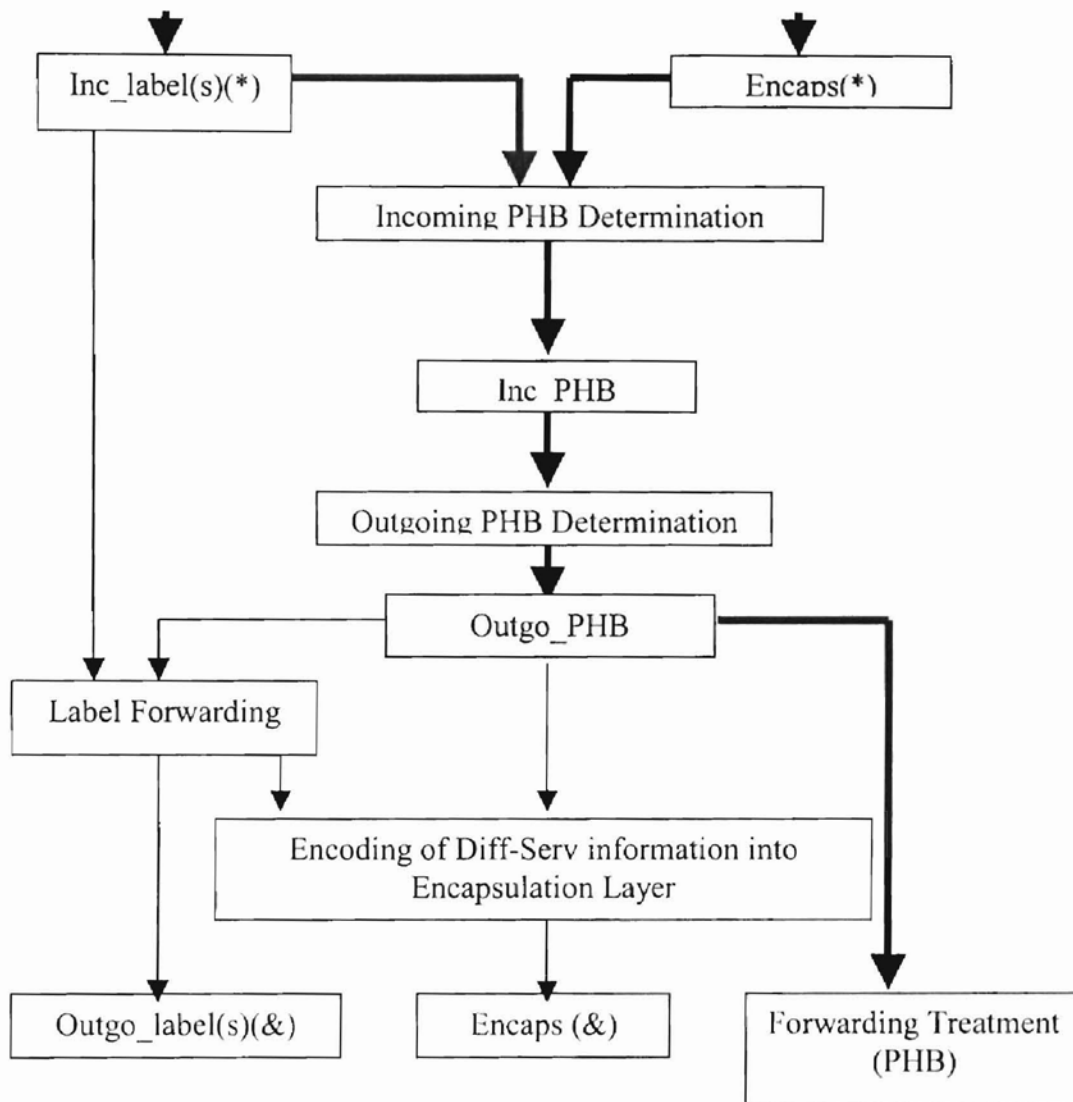 Inc_label(s)(*)
Encaps(*)
Incoming PHB Determination
Inc_PHB
Outgoing PHB Determination
Outgo_PHB
Label Forwarding
Encoding of Diff-Serv information into
Encapsulation Layer
Outgo_label(s)(&)
Encaps (&)
Forwarding Treatment
(PHB)